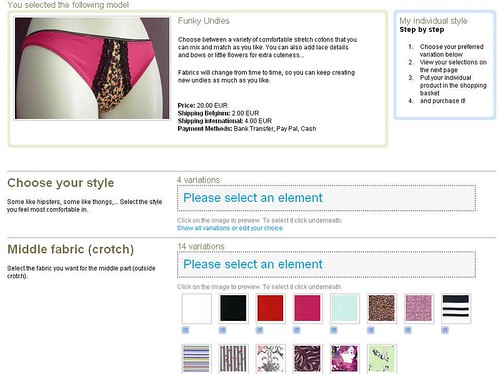 You selected the following model
Funky Undies
Choose between a variety of comfortable stretch cotons that you
can mix and match as you like. You can also add lace details
and bows or little flowers for extra cuteness...
Fabrics will change from time to time, so you can keep creating
new undies as much as you like.
Price: 20.00 EUR
Shipping Belgium: 2.00 EUR
Shipping international: 4.00 EUR
Payment Methods: Bank Transfer, Pay Pal, Cash
My individual style
Step by step
1. Choose your preferred
variation below
2. View your selections on
the next page
3. Put your individual
product in the shopping
basket
4. and purchase it!
Choose your style
Some like hipsters, some like thongs,... Select the style
you feel most comfortable in.
4 variations
Please select an element
Click on the image to preview. To select it click underneath.
Show all variations or edit your choice
Middle fabric (crotch)
Select the fabric you want for the middle part (outside
crotch).
14 variations
Please select an element
Click on the image to preview. To select it click underneath.